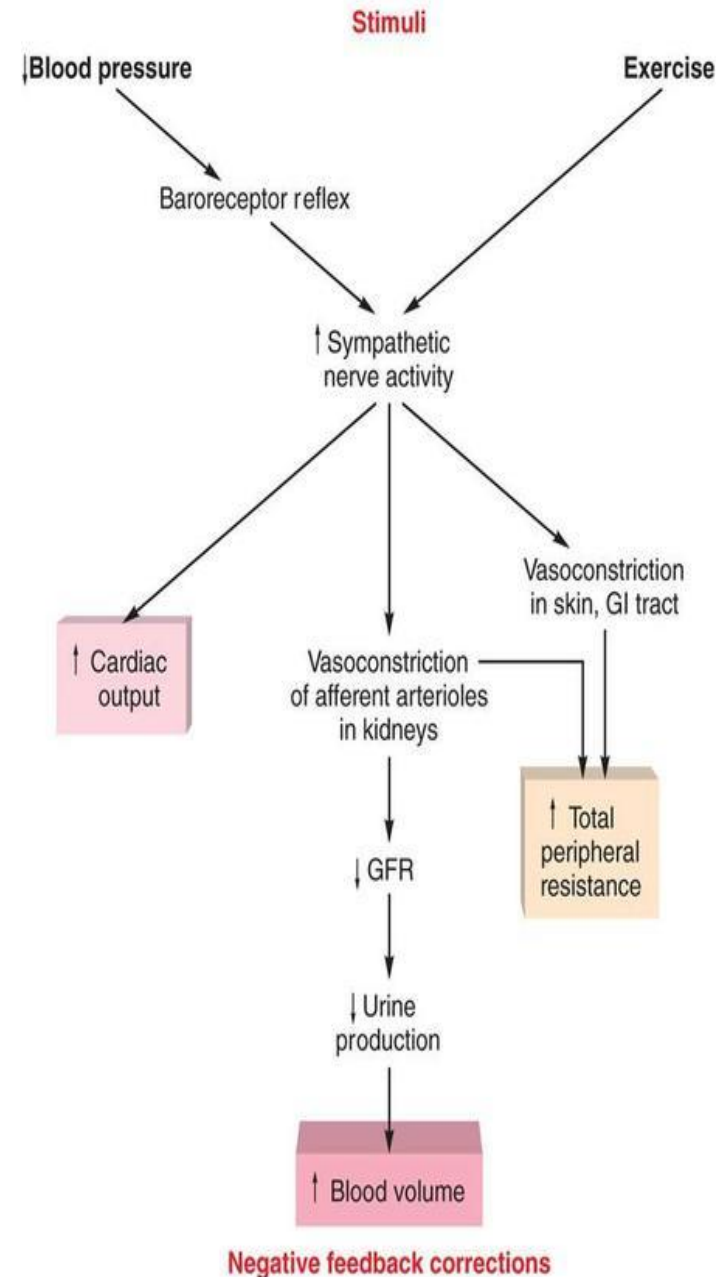 Stimuli
↓Blood pressure
Exercise
Baroreceptor reflex
↑ Sympathetic
nerve activity
Vasoconstriction
in skin, GI tract
↑ Cardiac
output
Vasoconstriction
of afferent arterioles
in kidneys
↑ Total
peripheral
resistance
↓ GFR
↓ Urine
production
↑ Blood volume
Negative feedback corrections